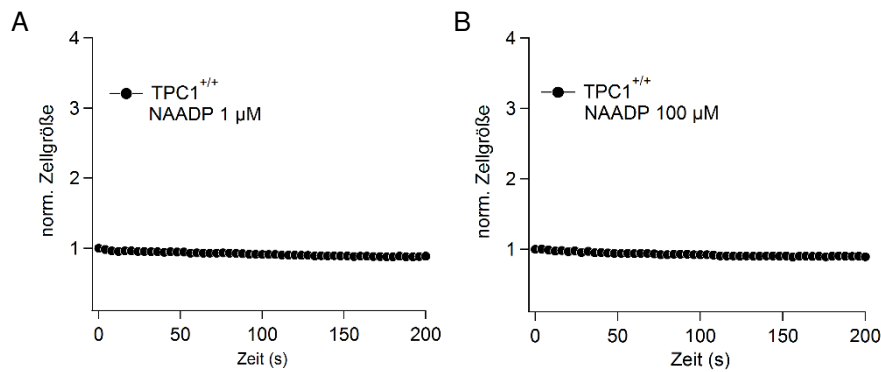 A
4
3
2
1
norm. Zellgröße
TPC1+/+
NAADP 1 µM
0
50
100
150
200
Zeit (s)
B
4
3
2
1
norm. Zellgröße
TPC1+/+
NAADP 100 µM
0
50
100
150
200
Zeit (s)